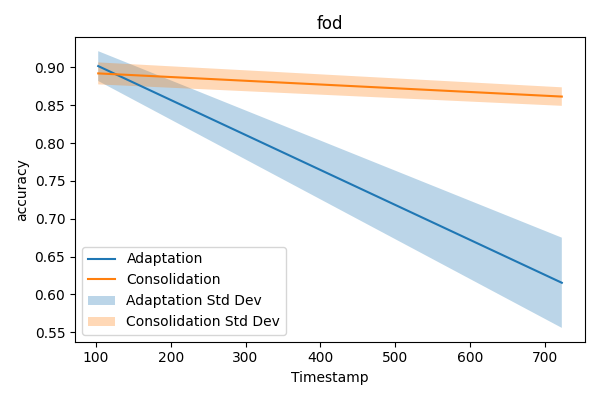 fod
accuracy
0.90
0.85
0.80
0.75
0.70
0.65
0.60
0.55
Adaptation
Consolidation
Adaptation Std Dev
Consolidation Std Dev
100 200 300 400 500 600 700
Timestamp